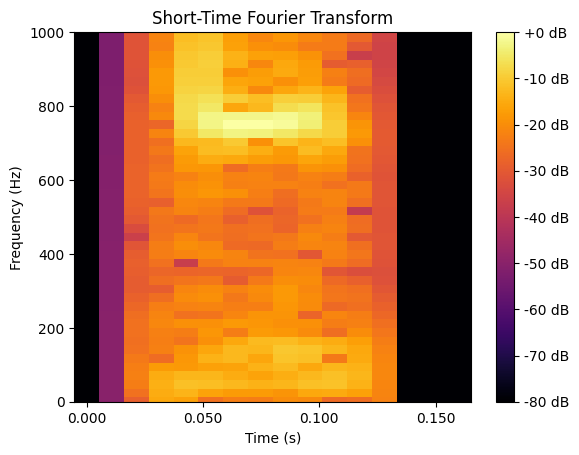 Short-Time Fourier Transform
1000
800
600
400
200
0
Frequency (Hz)
0.000
0.050
0.100
0.150
Time (s)
+0 dB
-10 dB
-20 dB
-30 dB
-40 dB
-50 dB
-60 dB
-70 dB
-80 dB